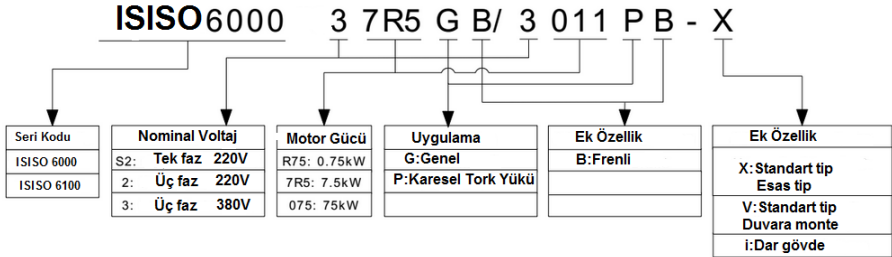 ISISO6000 3 7R5 G B/ 3 011 P B - X
Seri Kodu
ISISO 6000
ISISO 6100
Nominal Voltaj
S2: Tek faz 220V
2: Üç faz 220V
3: Üç faz 380V
Motor Gücü
R75: 0.75kW
7R5: 7.5kW
075: 75kW
Uygulama
G:Genel
P:Karesel Tork Yükü
Ek Özellik
B:Frenli
Ek Özellik
X:Standart tip
Esas tip
V:Standart tip
Duvara monte
i:Dar gövde